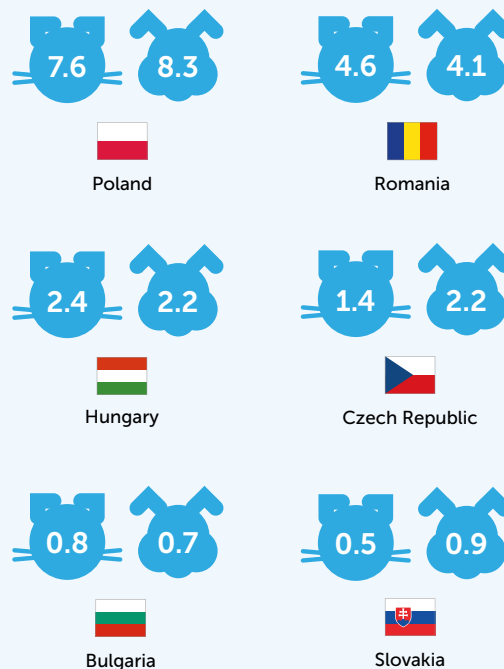 7.6 8.3 4.6 4.1
Poland Romania
2.4 2.2 1.4 2.2
Hungary Czech Republic
0.8 0.7 0.5 0.9
Bulgaria Slovakia